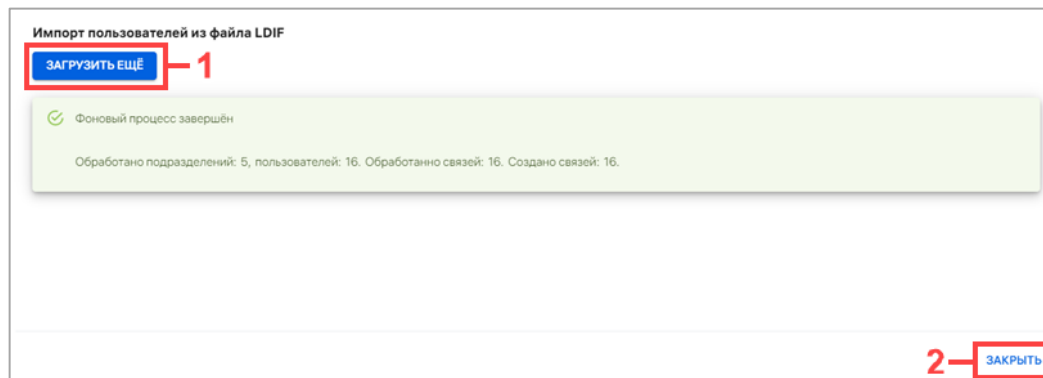 Импорт пользователей из файла LDIF
ЗАГРУЗИТЬ ЕЩЁ
1
Фоновый процесс завершён
Обработано подразделений: 5, пользователей: 16. Обработанно связей: 16. Создано связей: 16.
2
ЗАКРЫТЬ